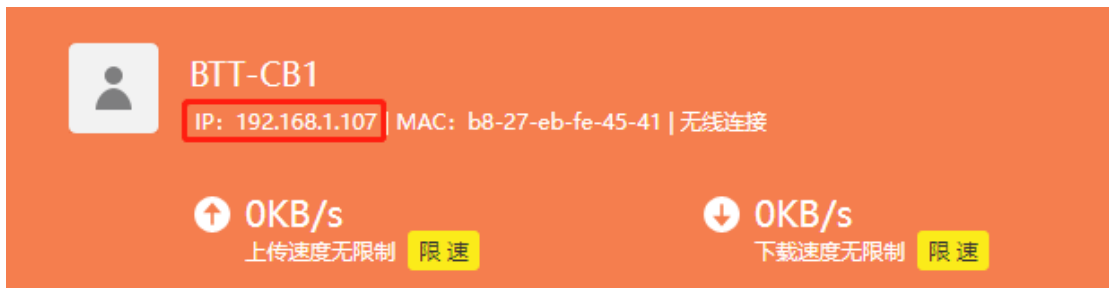 BTT-CB1
IP：192.168.1.107 | MAC：b8-27-eb-fe-45-41 | 无线连接
0KB/s 0KB/s
上传速度无限制 限 速 下载速度无限制 限 速